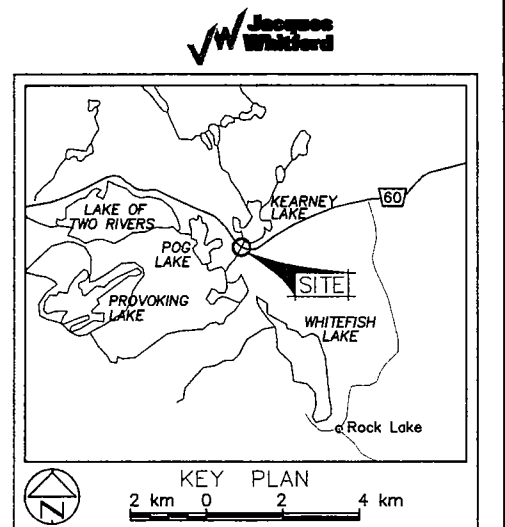 Jacques
Whitford
LAKE OF
TWO RIVERS
KEARNEY
LAKE
60
POG
LAKE
SITE
PROVOKING
LAKE
WHITEFISH
LAKE
Rock Lake
KEY PLAN
N
2 km 0 2 4 km